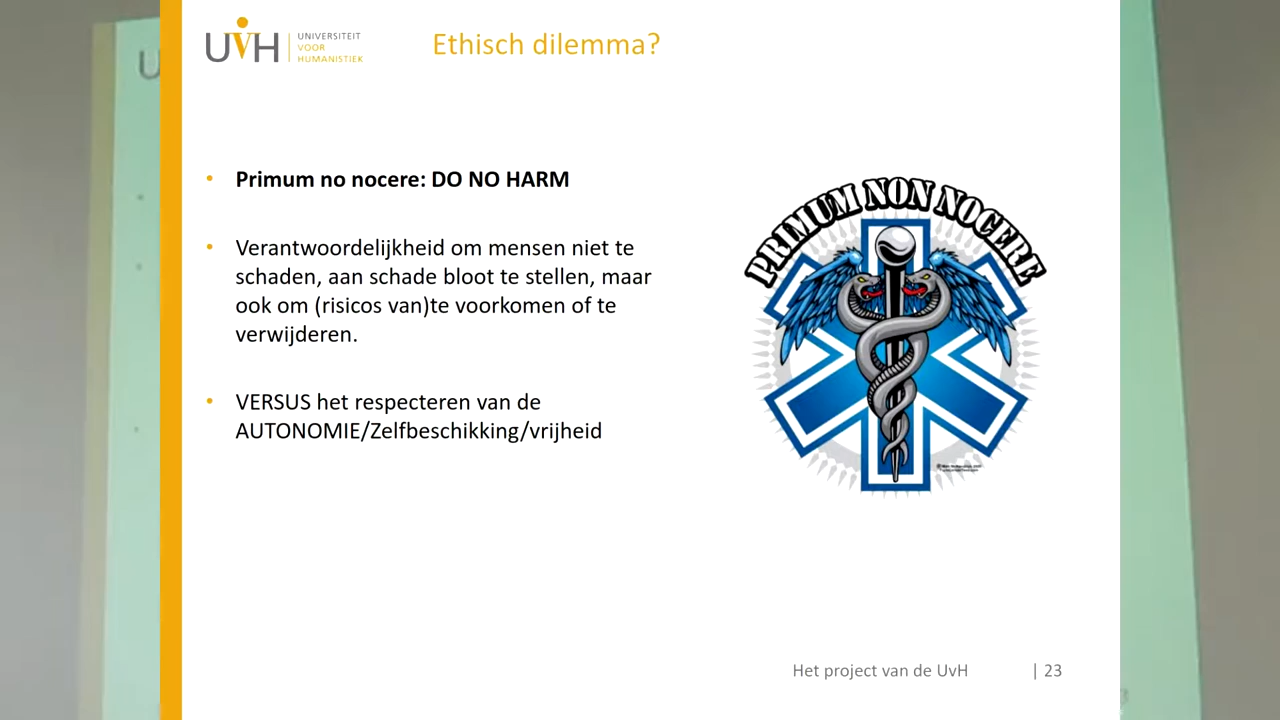 UVH
UNIVERSITEIT
VOOR
HUMANISTIEK
Ethisch dilemma?
• Primum no nocere: DO NO HARM
• Verantwoordelijkheid om mensen niet te
schaden, aan schade bloot te stellen, maar
ook om (risicos van)te voorkomen of te
verwijderen.
• VERSUS het respecteren van de
AUTONOMIE/Zelfbeschikking/vrijheid
PRIMUM NON NOCERE
Het project van de UvH | 23